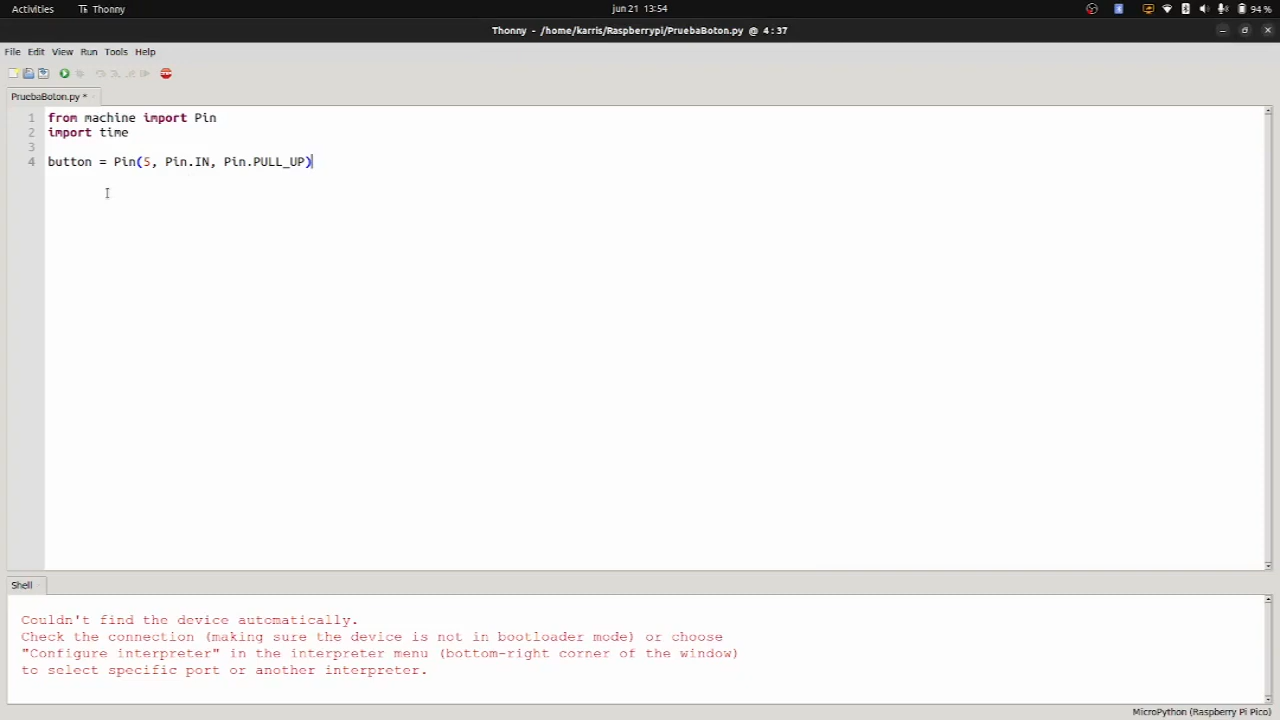 Activities Thonny jun 21 13:54 94 %
Thonny - /home/karris/Raspberrypi/PruebaBoton.py @ 4:37
File Edit View Run Tools Help
PruebaBoton.py *
1 from machine import Pin
2 import time
3
4 button = Pin(5, Pin.IN, Pin.PULL_UP)
Shell
Couldn't find the device automatically.
Check the connection (making sure the device is not in bootloader mode) or choose
"Configure interpreter" in the interpreter menu (bottom-right corner of the window)
to select specific port or another interpreter.
MicroPython (Raspberry Pi Pico)